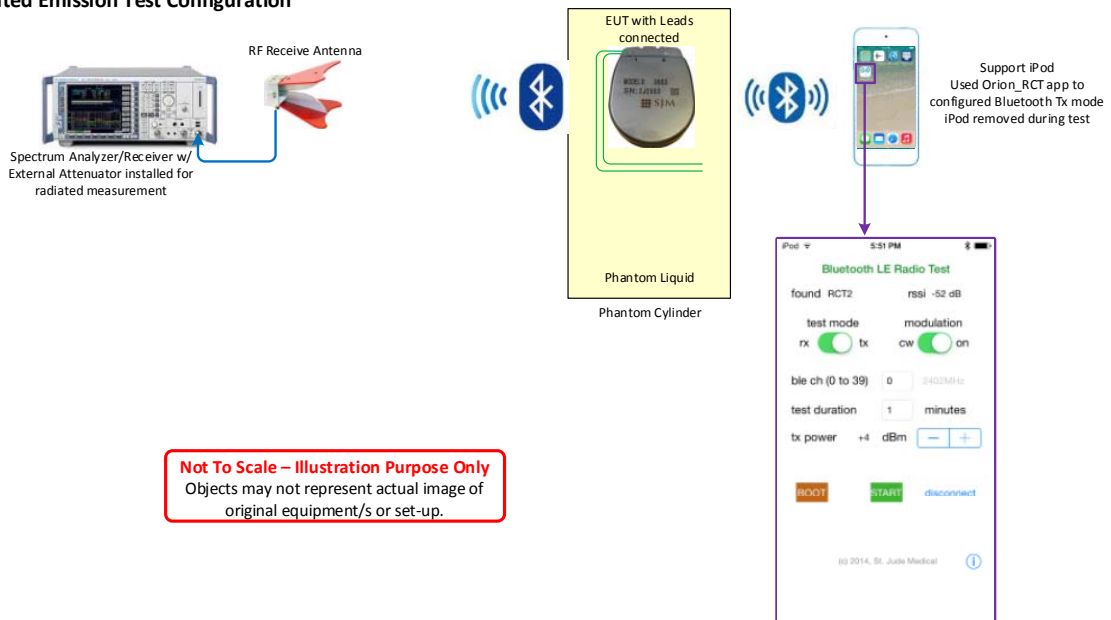 ted Emission Test Configuration
EUT with Leads
connected
RF Receive Antenna
Spectrum Analyzer/Receiver w/
External Attenuator installed for
radiated measurement
SJM
Phantom Liquid
Phantom Cylinder
Support iPod
Used Orion_RCT app to
configured Bluetooth Tx mode
iPod removed during test
iPod 5:51 PM
Bluetooth LE Radio Test
found RCT2 rssi -52 dB
test mode modulation
rx tx cw on
ble ch (0 to 39) 0 2402MHz
test duration 1 minutes
tx power +4 dBm − +
BOOT START disconnect
(c) 2014, St. Jude Medical
Not To Scale – Illustration Purpose Only
Objects may not represent actual image of
original equipment/s or set-up.